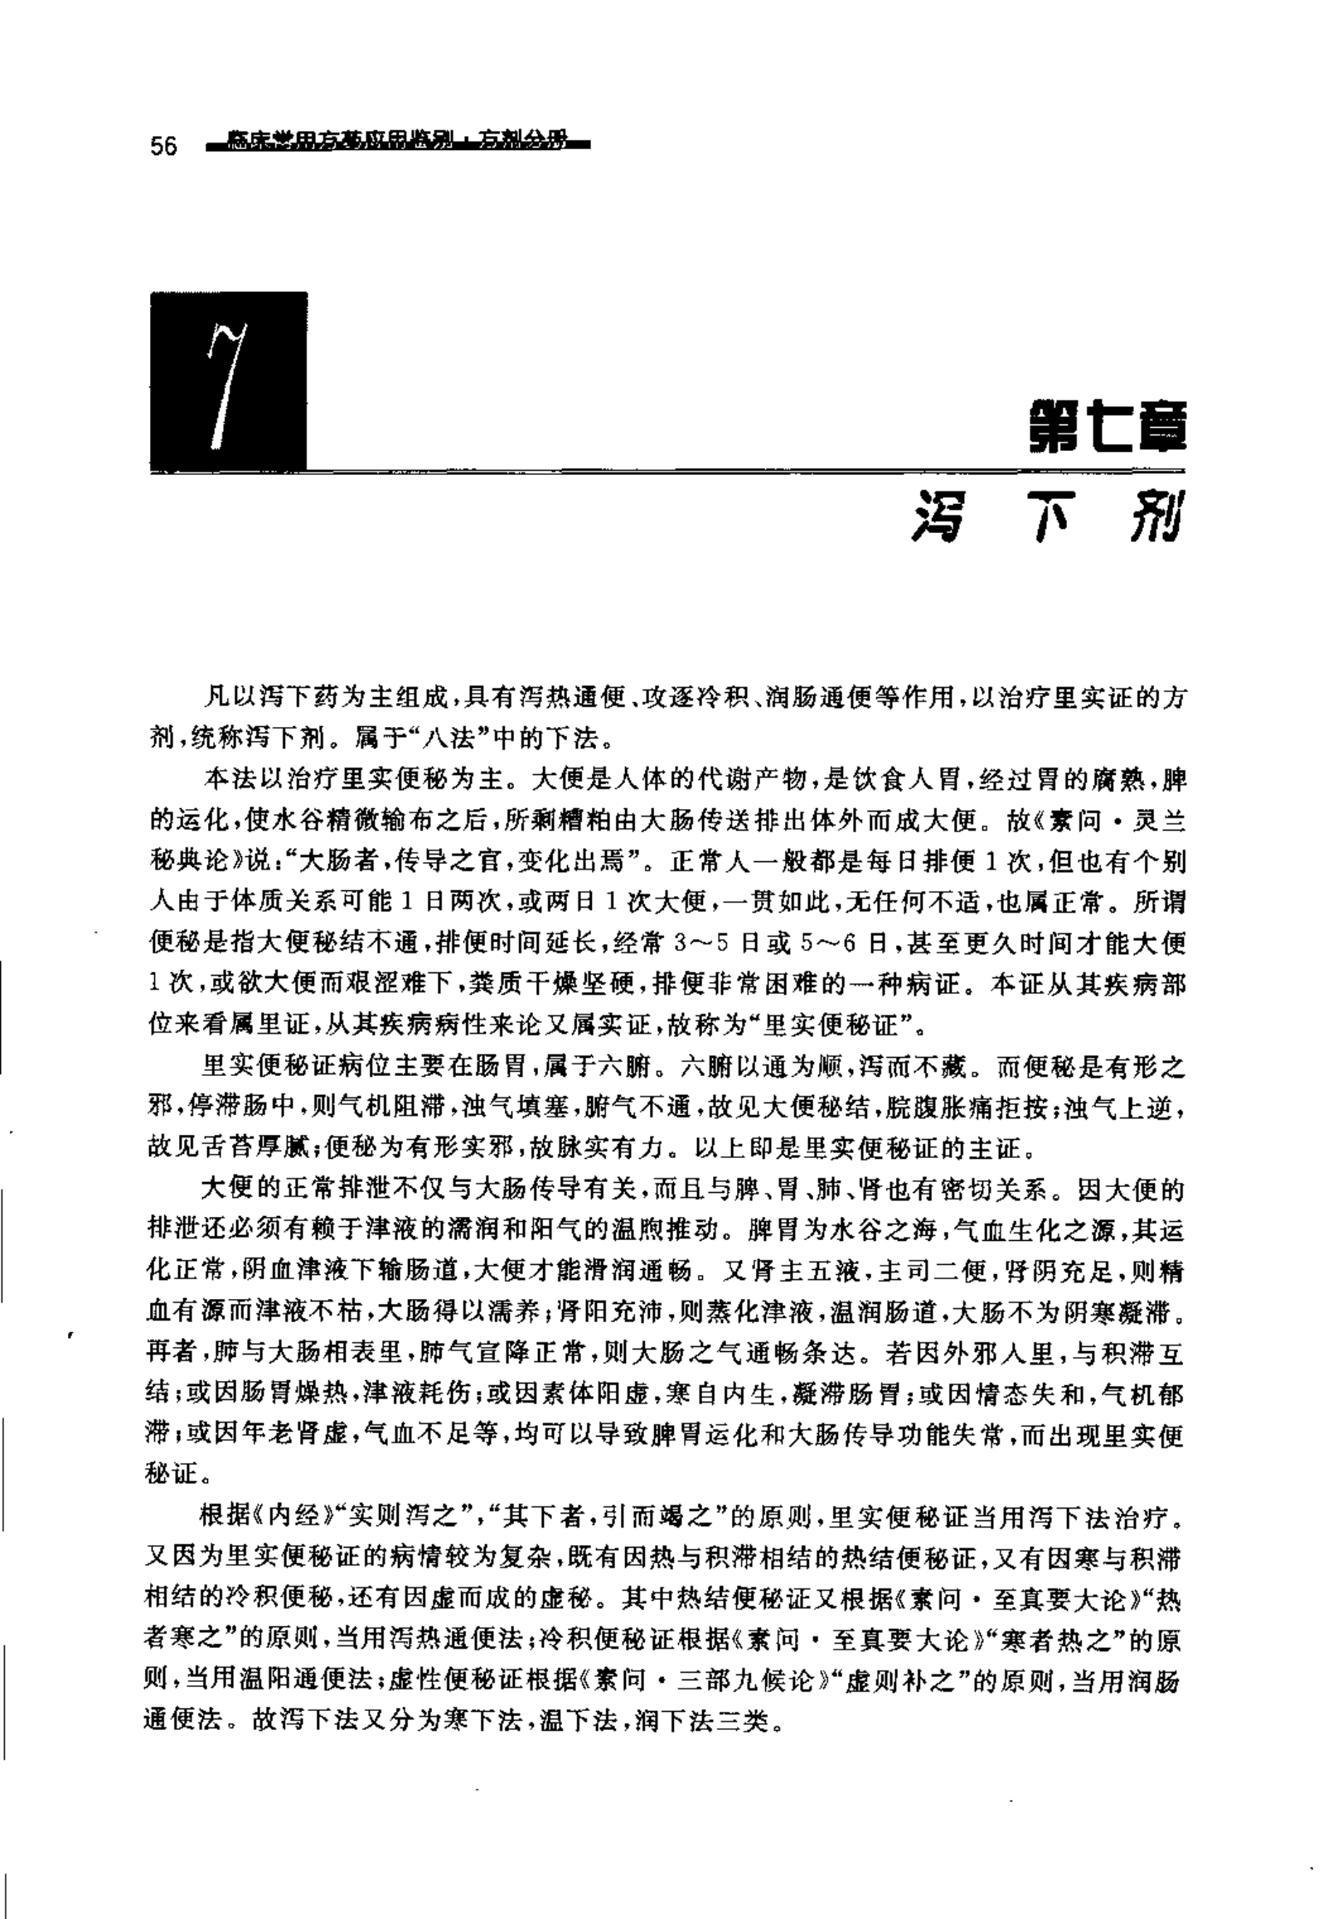 56 临床常用方药应用鉴别·方剂分册
7
第七章
泻下剂
凡以泻下药为主组成,具有泻热通便、攻逐冷积、润肠通便等作用,以治疗里实证的方
剂,统称泻下剂。属于“八法”中的下法。
本法以治疗里实便秘为主。大便是人体的代谢产物,是饮食人胃,经过胃的腐熟,脾
的运化,使水谷精微输布之后,所剩糟粕由大肠传送排出体外而成大便。故《素问·灵兰
秘典论》说:“大肠者,传导之官,变化出焉”。正常人一般都是每日排便1次,但也有个别
人由于体质关系可能1日两次,或两日1次大便,一贯如此,无任何不适,也属正常。所谓
便秘是指大便秘结不通,排便时间延长,经常3～5日或5～6日,甚至更久时间才能大便
1次,或欲大便而艰涩难下,粪质干燥坚硬,排便非常困难的一种病证。本证从其疾病部
位来看属里证,从其疾病病性来论又属实证,故称为“里实便秘证”。
里实便秘证病位主要在肠胃,属于六腑。六腑以通为顺,泻而不藏。而便秘是有形之
邪,停滞肠中,则气机阻滞,浊气填塞,腑气不通,故见大便秘结,脘腹胀痛拒按;浊气上逆,
故见舌苔厚腻;便秘为有形实邪,故脉实有力。以上即是里实便秘证的主证。
大便的正常排泄不仅与大肠传导有关,而且与脾、胃、肺、肾也有密切关系。因大便的
排泄还必须有赖于津液的濡润和阳气的温煦推动。脾胃为水谷之海,气血生化之源,其运
化正常,阴血津液下输肠道,大便才能滑润通畅。又肾主五液,主司二便,肾阴充足,则精
血有源而津液不枯,大肠得以濡养;肾阳充沛,则蒸化津液,温润肠道,大肠不为阴寒凝滞。
再者,肺与大肠相表里,肺气宣降正常,则大肠之气通畅条达。若因外邪人里,与积滞互
结;或因肠胃燥热,津液耗伤;或因素体阳虚,寒自内生,凝滞肠胃;或因情态失和,气机郁
滞;或因年老肾虚,气血不足等,均可以导致脾胃运化和大肠传导功能失常,而出现里实便
秘证。
根据《内经》“实则泻之”,“其下者,引而竭之”的原则,里实便秘证当用泻下法治疗。
又因为里实便秘证的病情较为复杂,既有因热与积滞相结的热结便秘证,又有因寒与积滞
相结的冷积便秘,还有因虚而成的虚秘。其中热结便秘证又根据《素问·至真要大论》“热
者寒之”的原则,当用泻热通便法;冷积便秘证根据《素问·至真要大论》“寒者热之”的原
则,当用温阳通便法;虚性便秘证根据《素问·三部九候论》“虚则补之”的原则,当用润肠
通便法。故泻下法又分为寒下法,温下法,润下法三类。